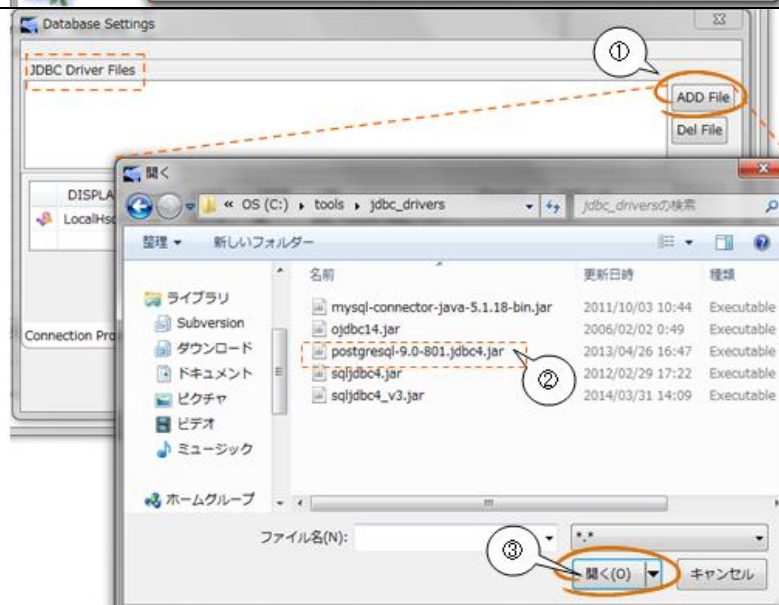 Database Settings
①
JDBC Driver Files
ADD File
Del File
開く
DISPLA
« OS (C:) ▸ tools ▸ jdbc_drivers
jdbc_driversの検索
LocalHsc
整理 ▼ 新しいフォルダー
名前 更新日時 種類
ライブラリ
mysql-connector-java-5.1.18-bin.jar 2011/10/03 10:44 Executable
Subversion
ojdbc14.jar 2006/02/02 0:49 Executable
Connection Pro
ダウンロード
postgresql-9.0-801.jdbc4.jar 2013/04/26 16:47 Executable
ドキュメント
sqljdbc4.jar 2012/02/29 17:22 Executable
②
ピクチャ
sqljdbc4_v3.jar 2014/03/31 14:09 Executable
ビデオ
ミュージック
ホームグループ
ファイル名(N):
*.*
③
開く(O)
キャンセル